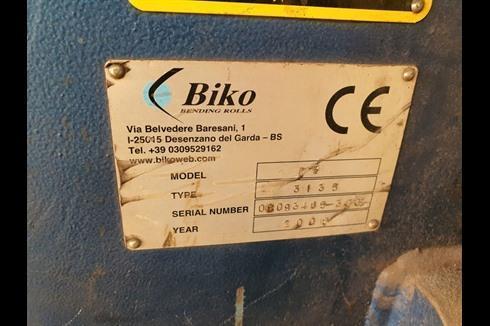 Biko
BENDING ROLLS
CE
Via Belvedere Baresani, 1
I-25015 Desenzano del Garda – BS
Tel. +39 0309529162
www.bikoweb.com
MODEL
TYPE 3135
SERIAL NUMBER
YEAR